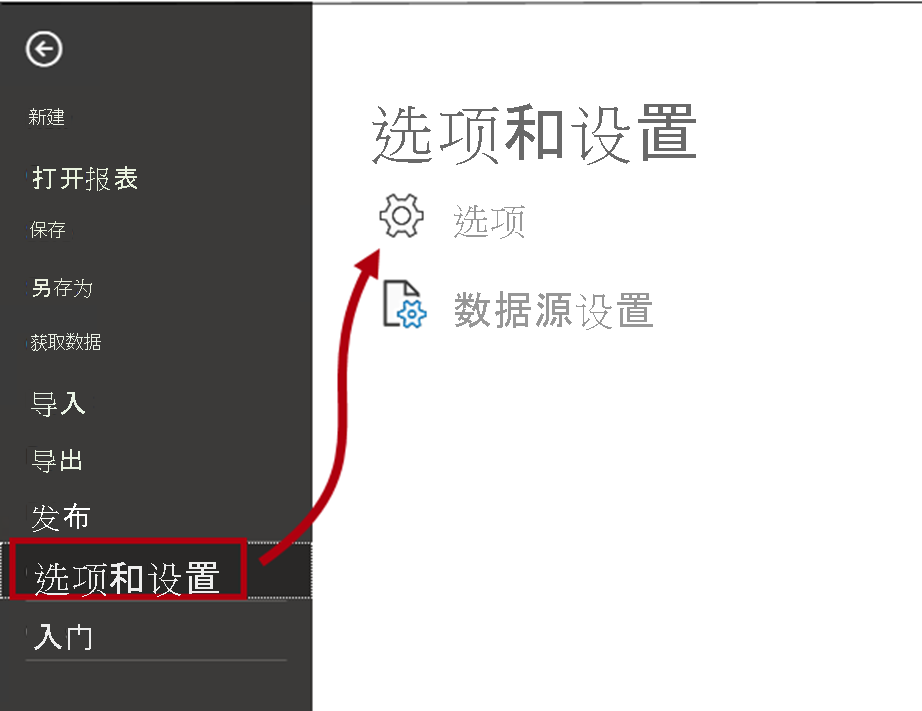 新建
打开报表
保存
另存为
获取数据
导入
导出
发布
选项和设置
入门
选项和设置
选项
数据源设置